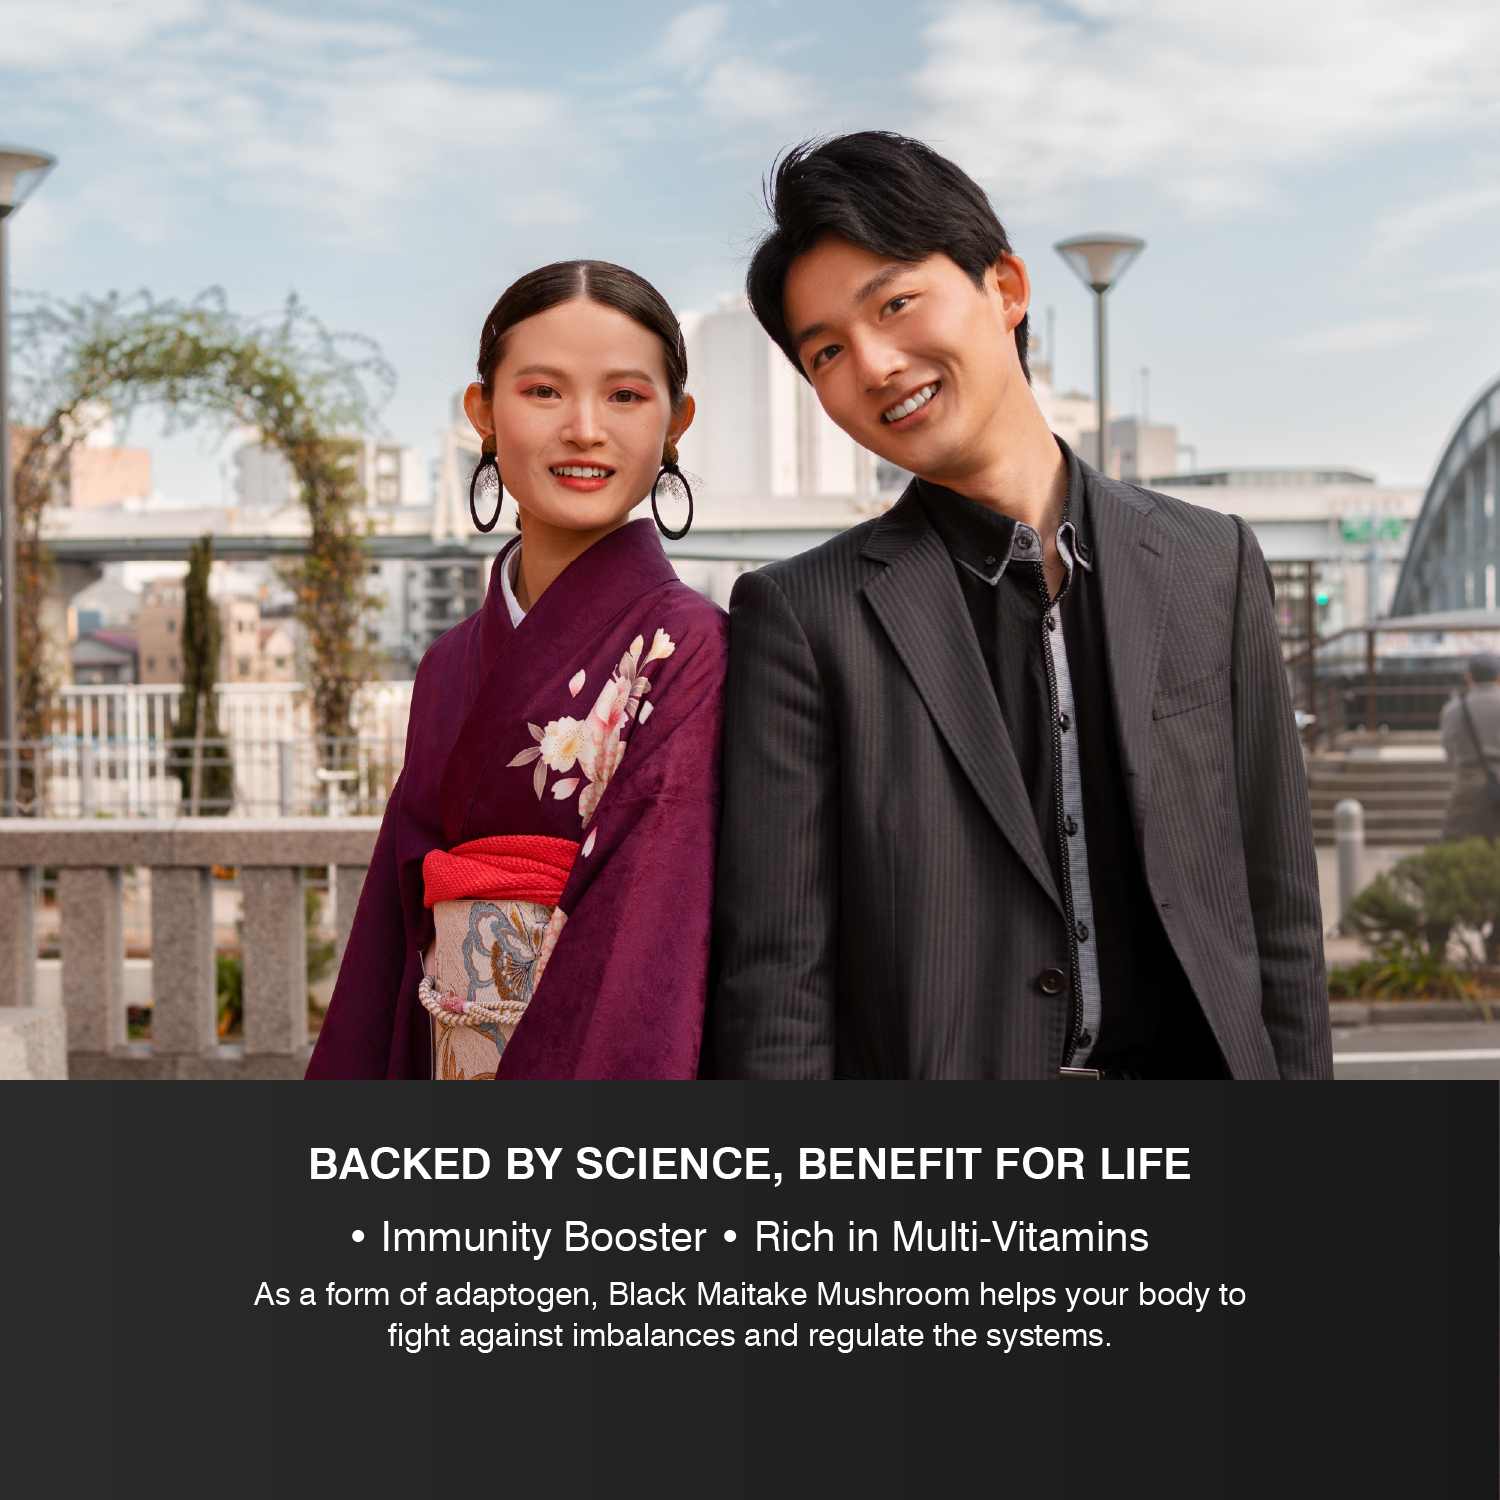 BACKED BY SCIENCE, BENEFIT FOR LIFE
• Immunity Booster • Rich in Multi-Vitamins
As a form of adaptogen, Black Maitake Mushroom helps your body to
fight against imbalances and regulate the systems.